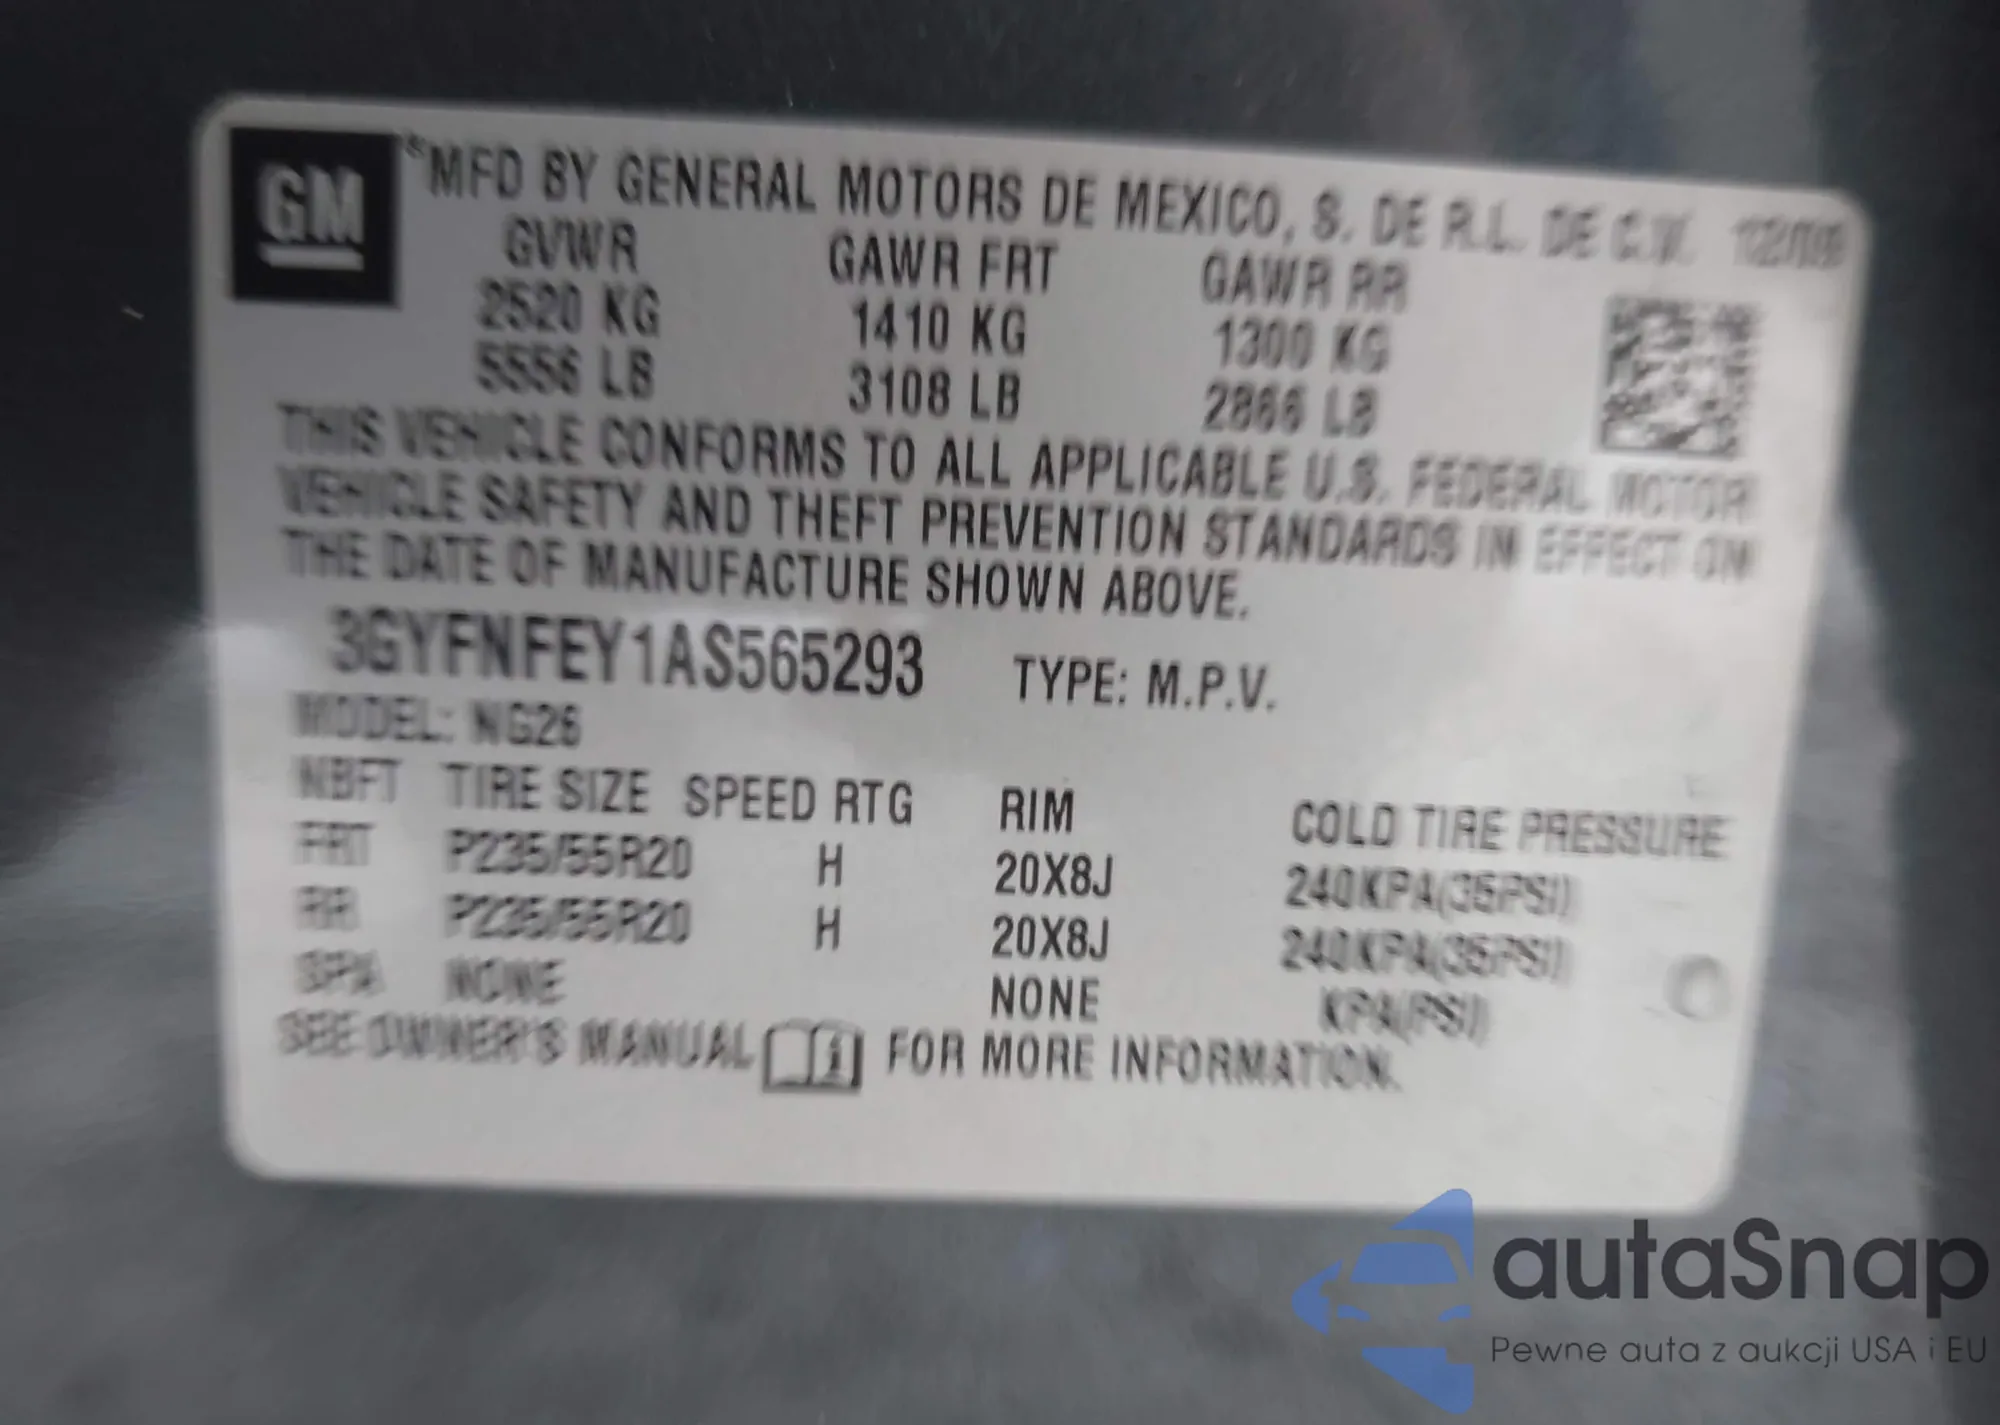 GM
MFD BY GENERAL MOTORS DE MEXICO, S. DE R.L. DE C.V.
GVWR GAWR FRT GAWR RR
2520 KG 1410 KG 1300 KG
5556 LB 3108 LB 2866 LB
THIS VEHICLE CONFORMS TO ALL APPLICABLE U.S. FEDERAL MOTOR
VEHICLE SAFETY AND THEFT PREVENTION STANDARDS IN EFFECT ON
THE DATE OF MANUFACTURE SHOWN ABOVE.
3GYFNFEY1AS565293 TYPE: M.P.V.
MODEL: NG26
TIRE SIZE SPEED RTG RIM COLD TIRE PRESSURE
FRT P235/55R20 H 20X8J 240KPA(35PSI)
RR P235/55R20 H 20X8J 240KPA(35PSI)
SPA NONE NONE KPA(PSI)
SEE OWNER'S MANUAL FOR MORE INFORMATION.
autaSnap
Pewne auta z aukcji USA i EU